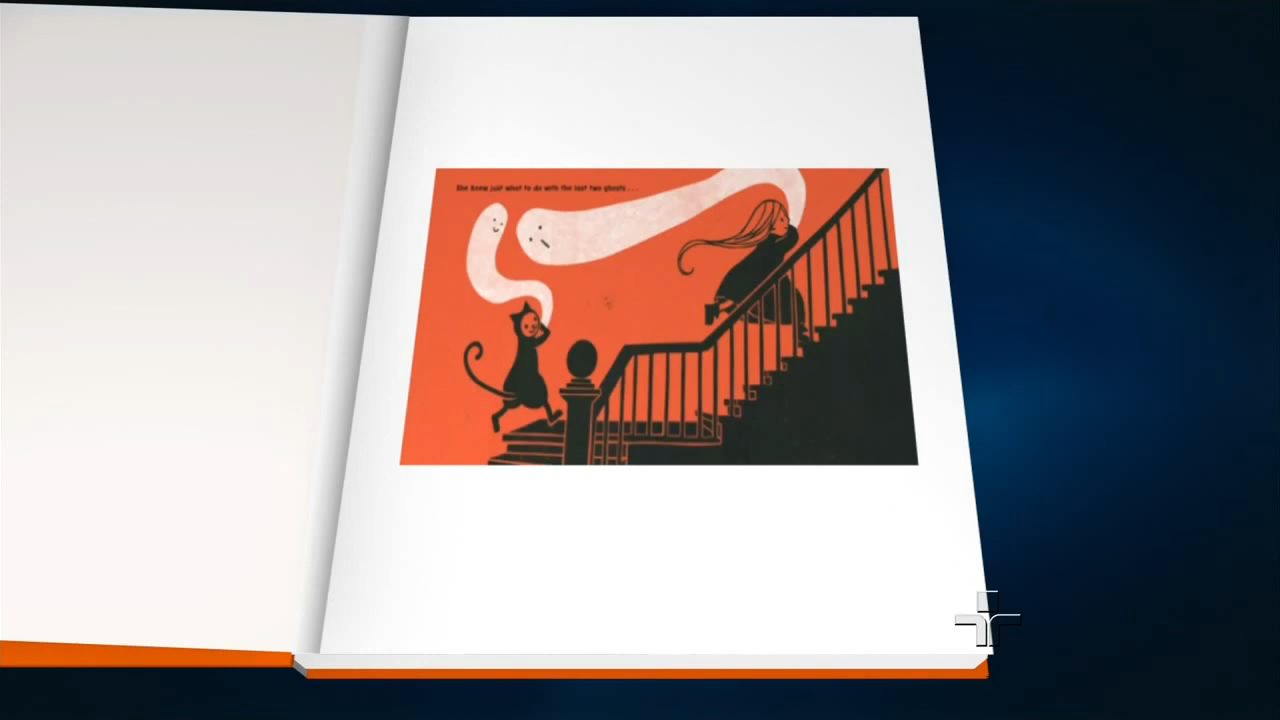 She knew just what to do with the last two ghosts . . .